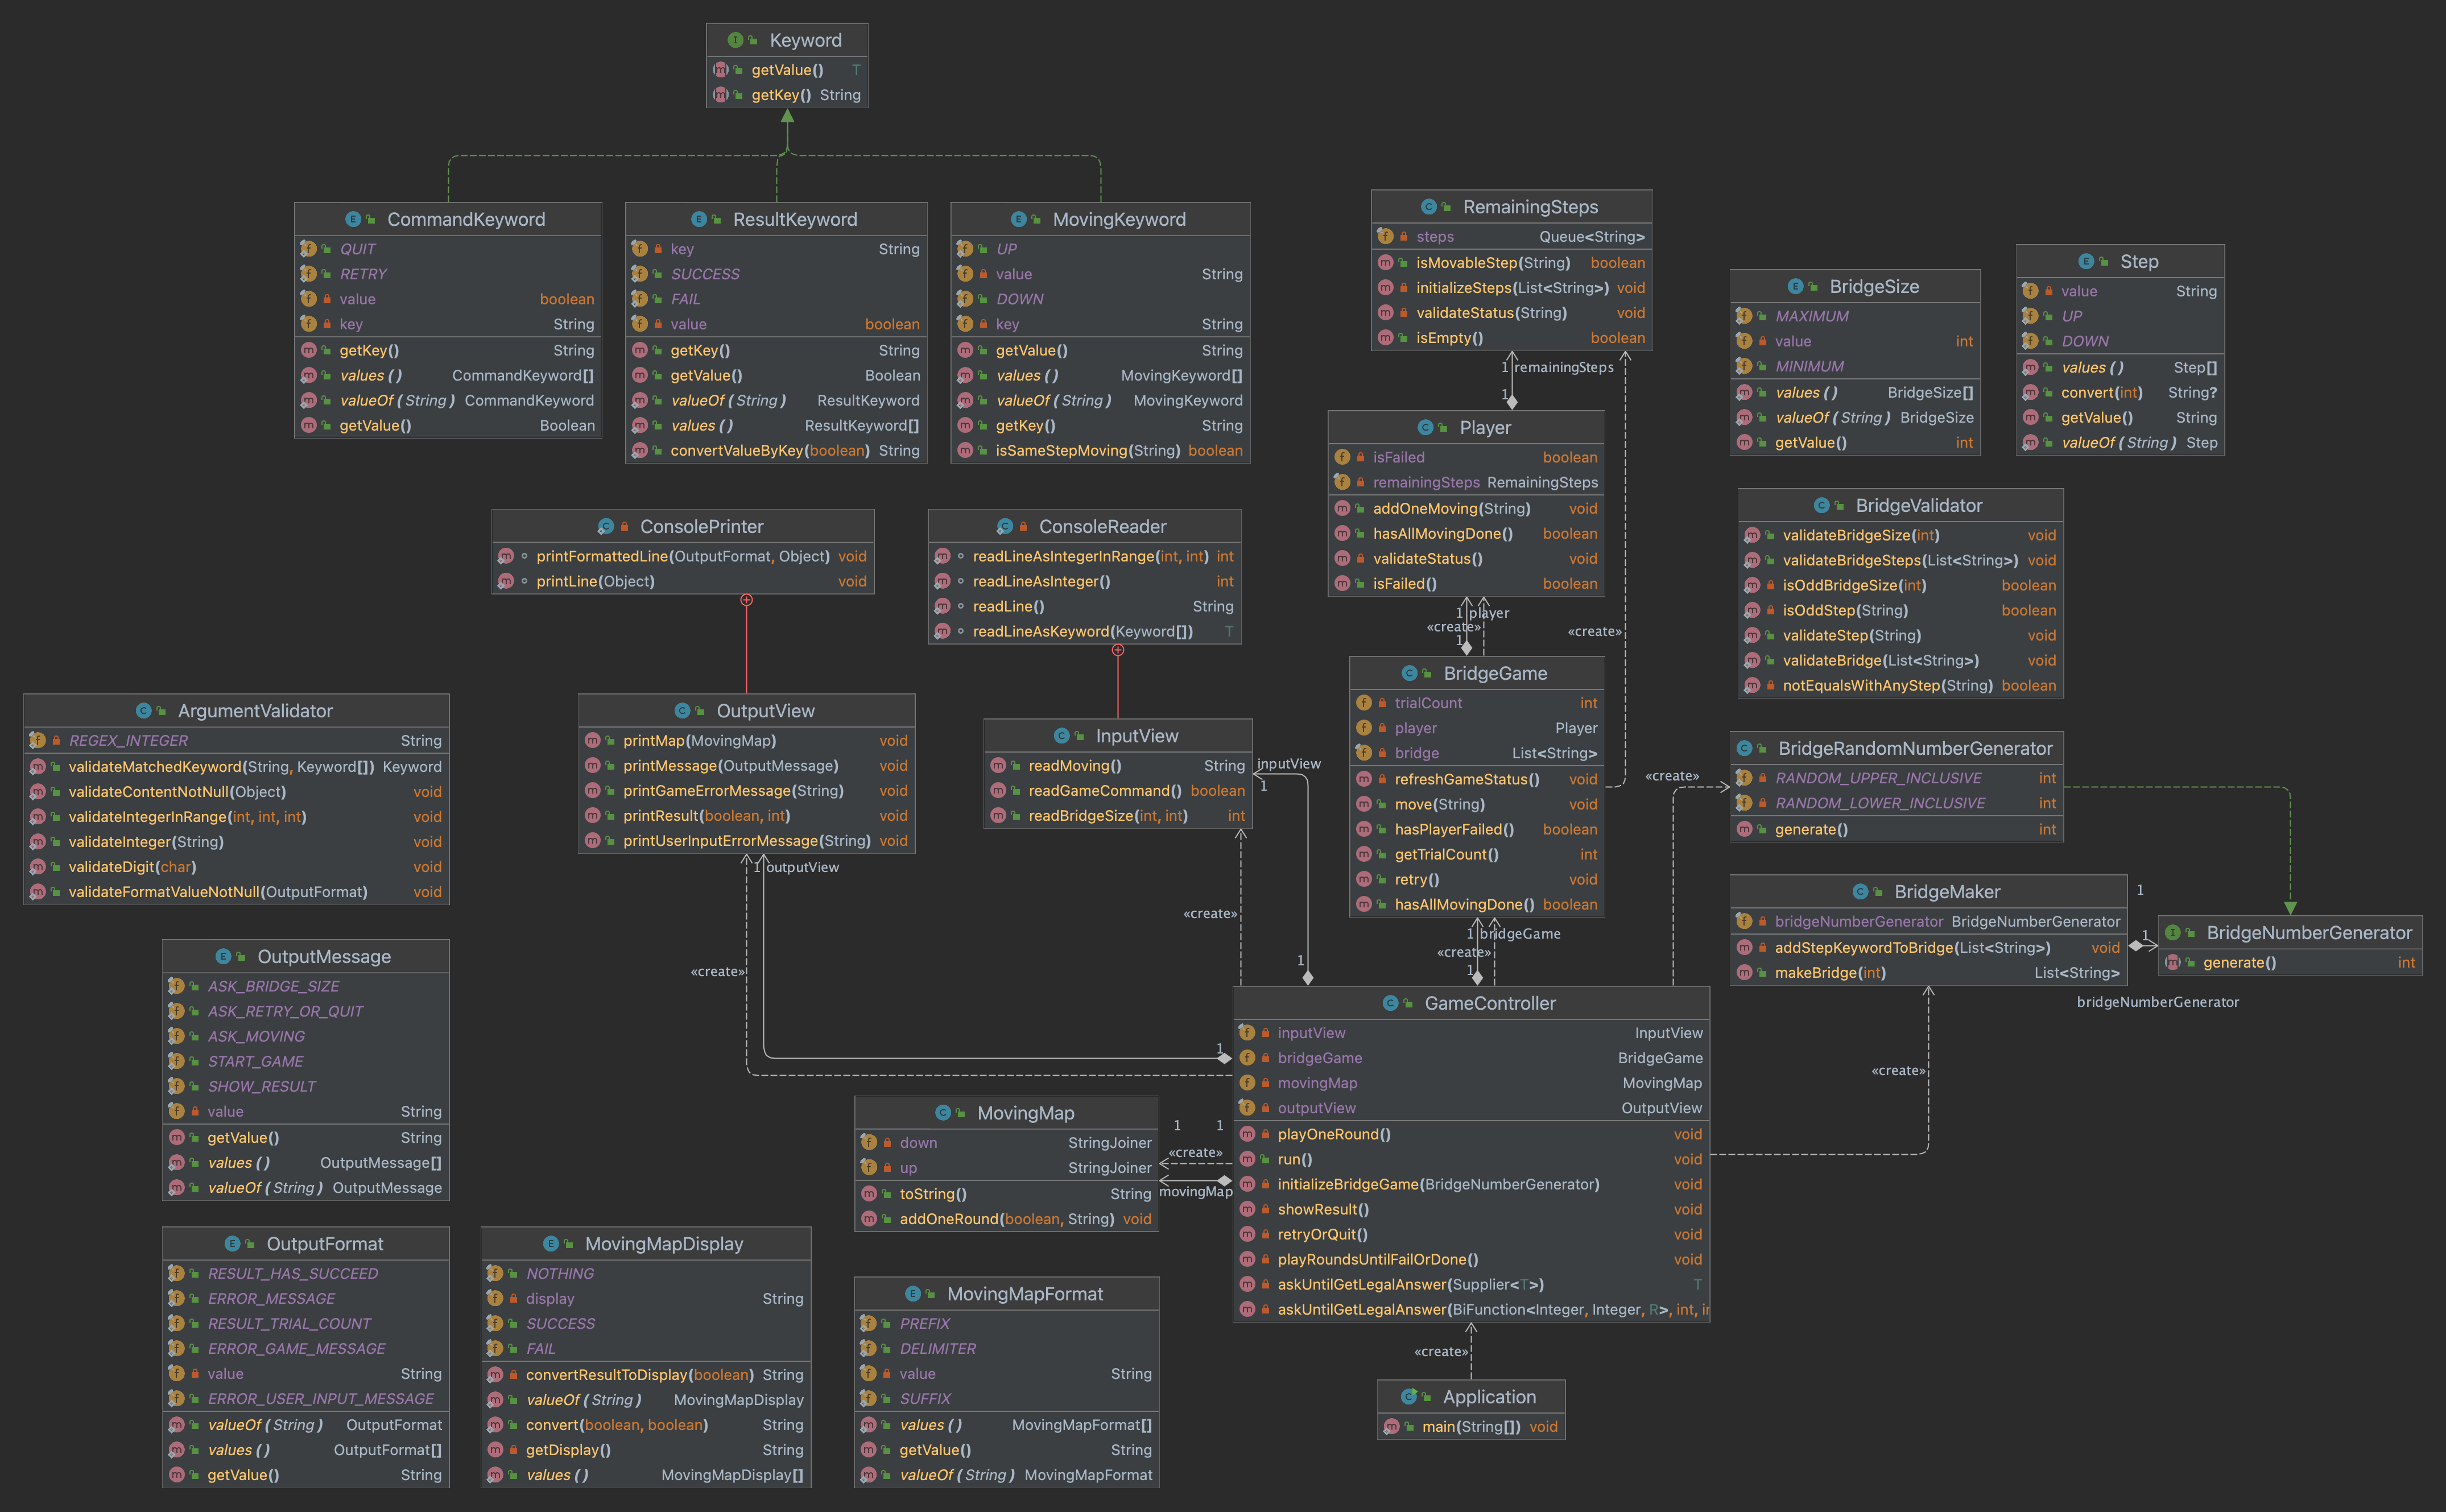 Keyword
getValue() T
getKey() String
CommandKeyword
QUIT
RETRY
value boolean
key String
getKey() String
values () CommandKeyword[]
valueOf (String) CommandKeyword
getValue() Boolean
ResultKeyword
key String
SUCCESS
FAIL
value boolean
getKey() String
getValue() Boolean
valueOf (String) ResultKeyword
values () ResultKeyword[]
convertValueByKey(boolean) String
MovingKeyword
UP
value String
DOWN
key String
getValue() String
values () MovingKeyword[]
valueOf (String) MovingKeyword
getKey() String
isSameStepMoving(String) boolean
RemainingSteps
steps Queue<String>
isMovableStep(String) boolean
initializeSteps(List<String>) void
validateStatus(String) void
isEmpty() boolean
1 remainingSteps
1
BridgeSize
MAXIMUM
value int
MINIMUM
values () BridgeSize[]
valueOf (String) BridgeSize
getValue() int
Step
value String
UP
DOWN
values () Step[]
convert(int) String?
getValue() String
valueOf (String) Step
Player
isFailed boolean
remainingSteps RemainingSteps
addOneMoving(String) void
hasAllMovingDone() boolean
validateStatus() void
isFailed() boolean
1 player
«create»
1
«create»
ConsolePrinter
printFormattedLine(OutputFormat, Object) void
printLine(Object) void
ConsoleReader
readLineAsIntegerInRange(int, int) int
readLineAsInteger() int
readLine() String
readLineAsKeyword(Keyword[]) T
BridgeValidator
validateBridgeSize(int) void
validateBridgeSteps(List<String>) void
isOddBridgeSize(int) boolean
isOddStep(String) boolean
validateStep(String) void
validateBridge(List<String>) void
notEqualsWithAnyStep(String) boolean
ArgumentValidator
REGEX_INTEGER String
validateMatchedKeyword(String, Keyword[]) Keyword
validateContentNotNull(Object) void
validateIntegerInRange(int, int, int) void
validateInteger(String) void
validateDigit(char) void
validateFormatValueNotNull(OutputFormat) void
OutputView
printMap(MovingMap) void
printMessage(OutputMessage) void
printGameErrorMessage(String) void
printResult(boolean, int) void
printUserInputErrorMessage(String) void
1 outputView
InputView
readMoving() String
readGameCommand() boolean
readBridgeSize(int, int) int
inputView
1
BridgeGame
trialCount int
player Player
bridge List<String>
refreshGameStatus() void
move(String) void
hasPlayerFailed() boolean
getTrialCount() int
retry() void
hasAllMovingDone() boolean
1 bridgeGame
«create»
1
«create»
BridgeRandomNumberGenerator
RANDOM_UPPER_INCLUSIVE int
RANDOM_LOWER_INCLUSIVE int
generate() int
BridgeMaker
bridgeNumberGenerator BridgeNumberGenerator
addStepKeywordToBridge(List<String>) void
makeBridge(int) List<String>
1
1
BridgeNumberGenerator
generate() int
bridgeNumberGenerator
«create»
«create»
«create»
1
1
OutputMessage
ASK_BRIDGE_SIZE
ASK_RETRY_OR_QUIT
ASK_MOVING
START_GAME
SHOW_RESULT
value String
getValue() String
values () OutputMessage[]
valueOf (String) OutputMessage
GameController
inputView InputView
bridgeGame BridgeGame
movingMap MovingMap
outputView OutputView
playOneRound() void
run() void
initializeBridgeGame(BridgeNumberGenerator) void
showResult() void
retryOrQuit() void
playRoundsUntilFailOrDone() void
askUntilGetLegalAnswer(Supplier<T>) T
askUntilGetLegalAnswer(BiFunction<Integer, Integer, R>, int, ir
MovingMap
down StringJoiner
up StringJoiner
toString() String
addOneRound(boolean, String) void
1 1
«create»
movingMap
OutputFormat
RESULT_HAS_SUCCEED
ERROR_MESSAGE
RESULT_TRIAL_COUNT
ERROR_GAME_MESSAGE
value String
ERROR_USER_INPUT_MESSAGE
valueOf (String) OutputFormat
values () OutputFormat[]
getValue() String
MovingMapDisplay
NOTHING
display String
SUCCESS
FAIL
convertResultToDisplay(boolean) String
valueOf (String) MovingMapDisplay
convert(boolean, boolean) String
getDisplay() String
values () MovingMapDisplay[]
MovingMapFormat
PREFIX
DELIMITER
value String
SUFFIX
values () MovingMapFormat[]
getValue() String
valueOf (String) MovingMapFormat
«create»
Application
main(String[]) void